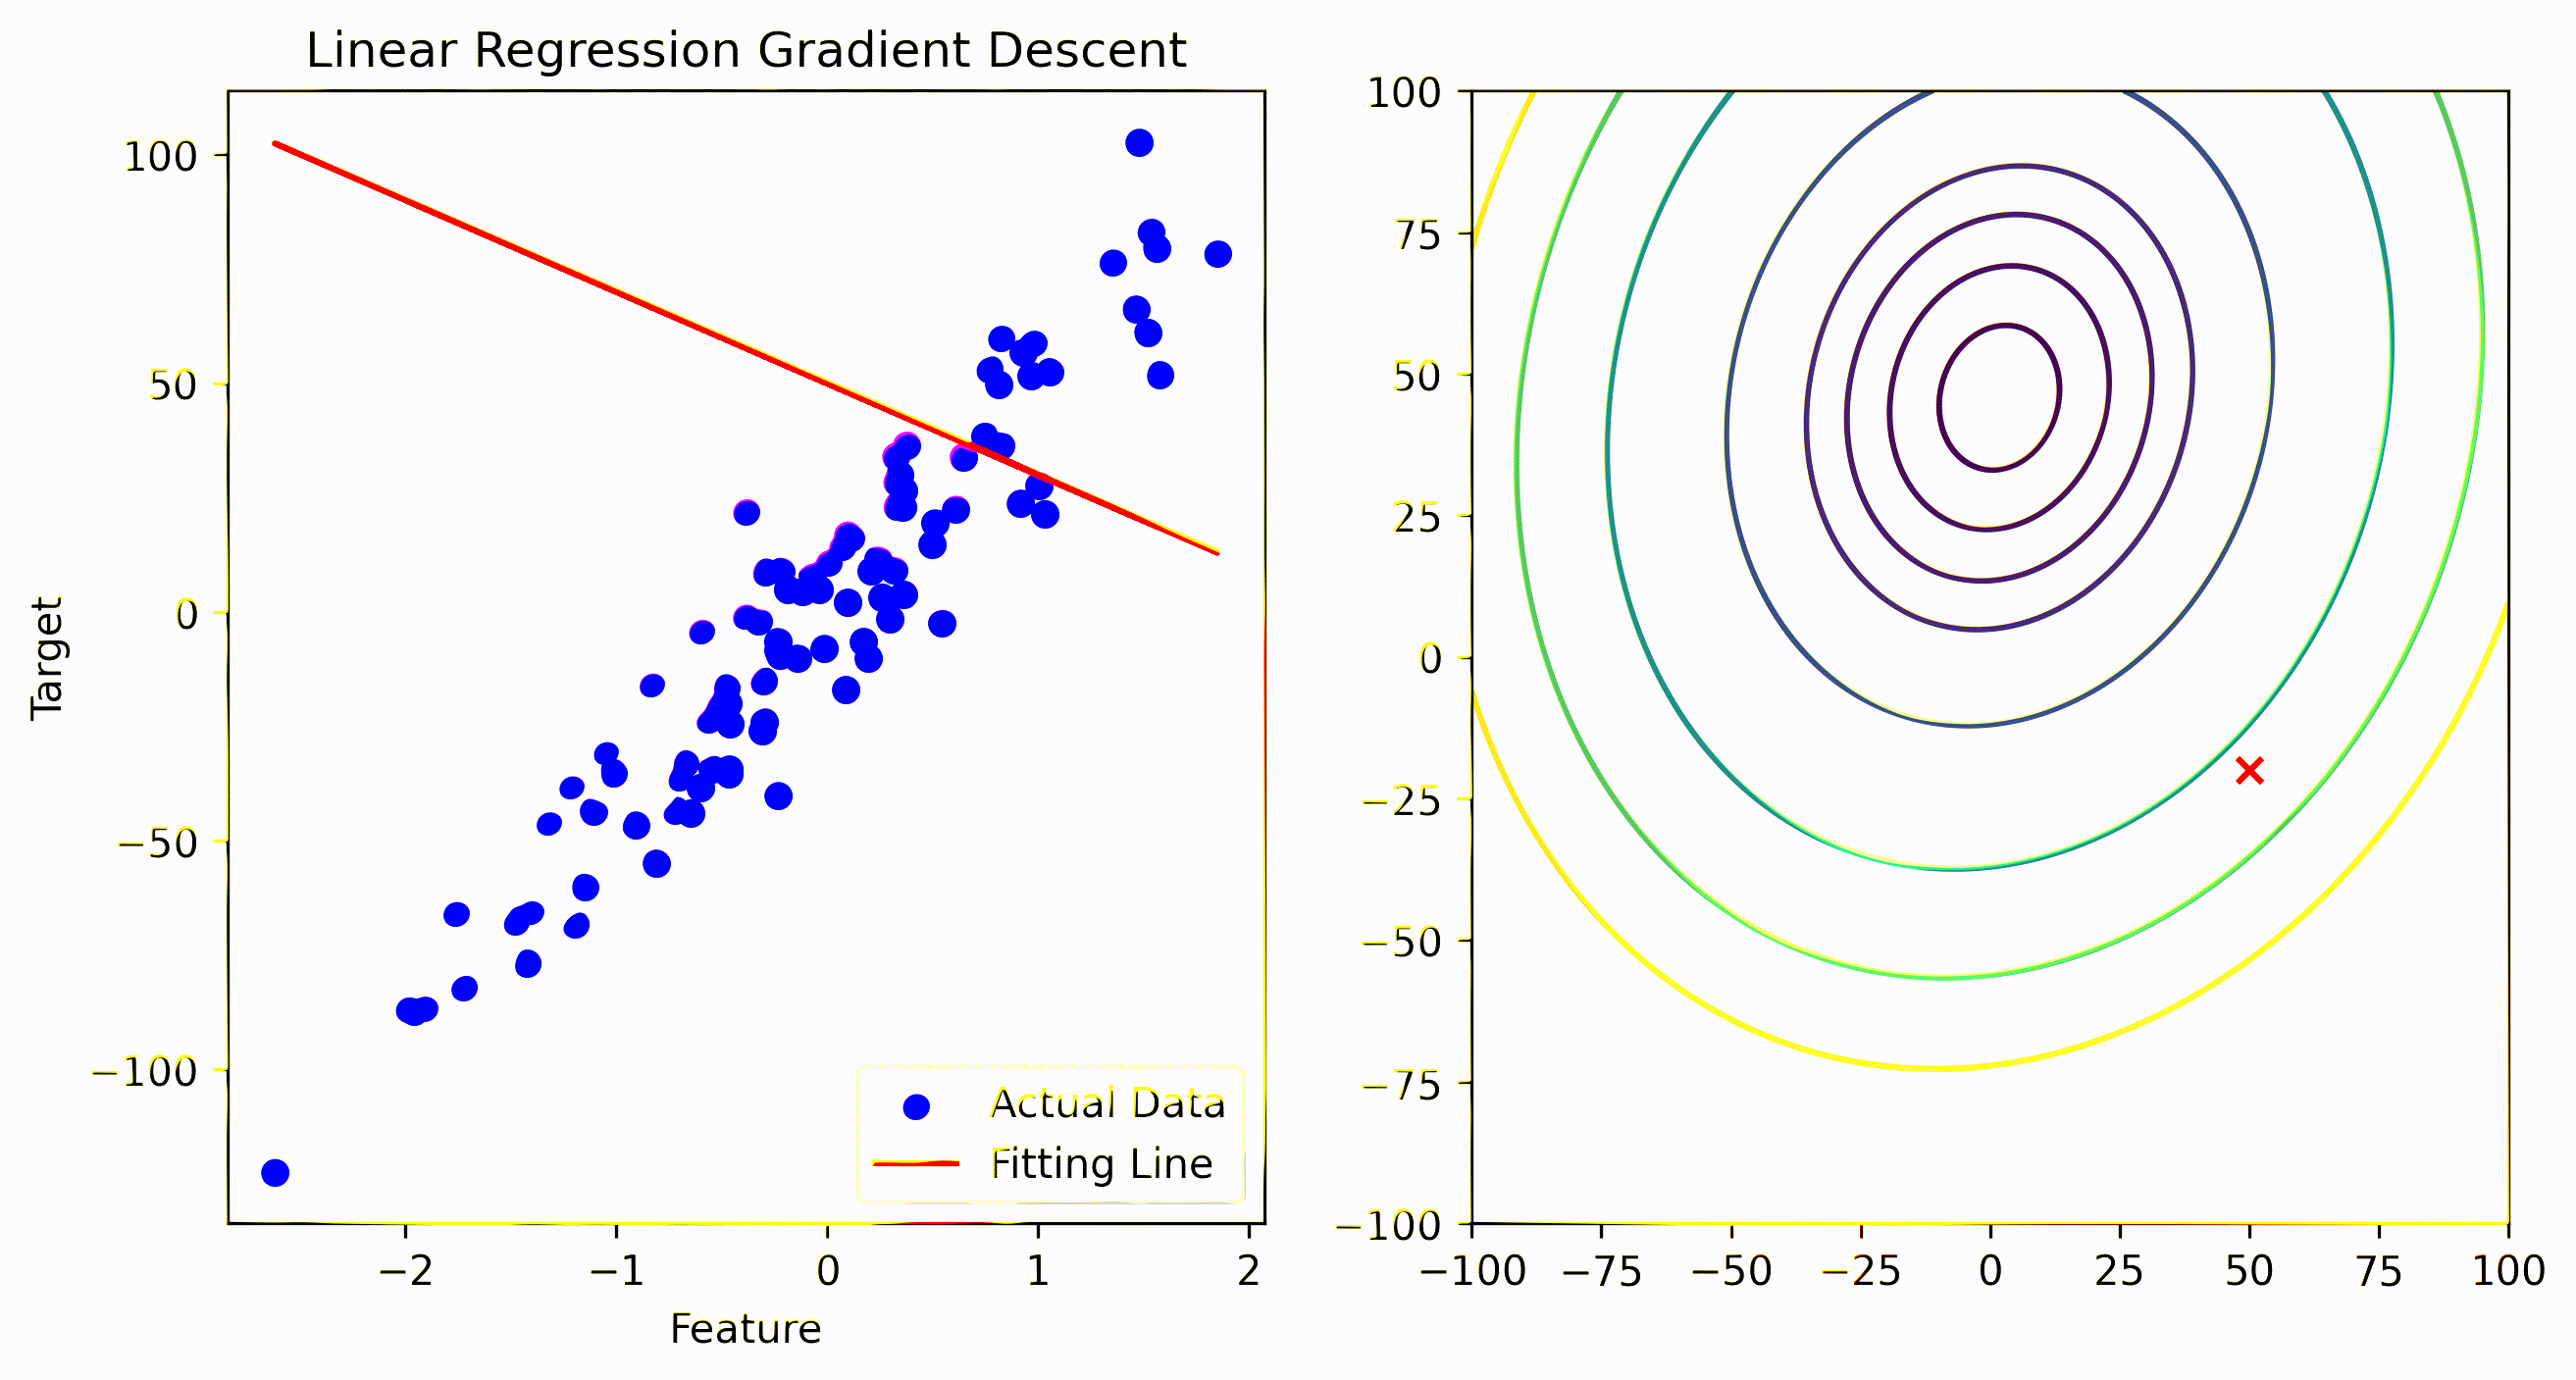 Linear Regression Gradient Descent
100
50
0
−50
−100
Target
−2 −1 0 1 2
Feature
Actual Data
Fitting Line
100
75
50
25
0
−25
−50
−75
−100
−100 −75 −50 −25 0 25 50 75 100